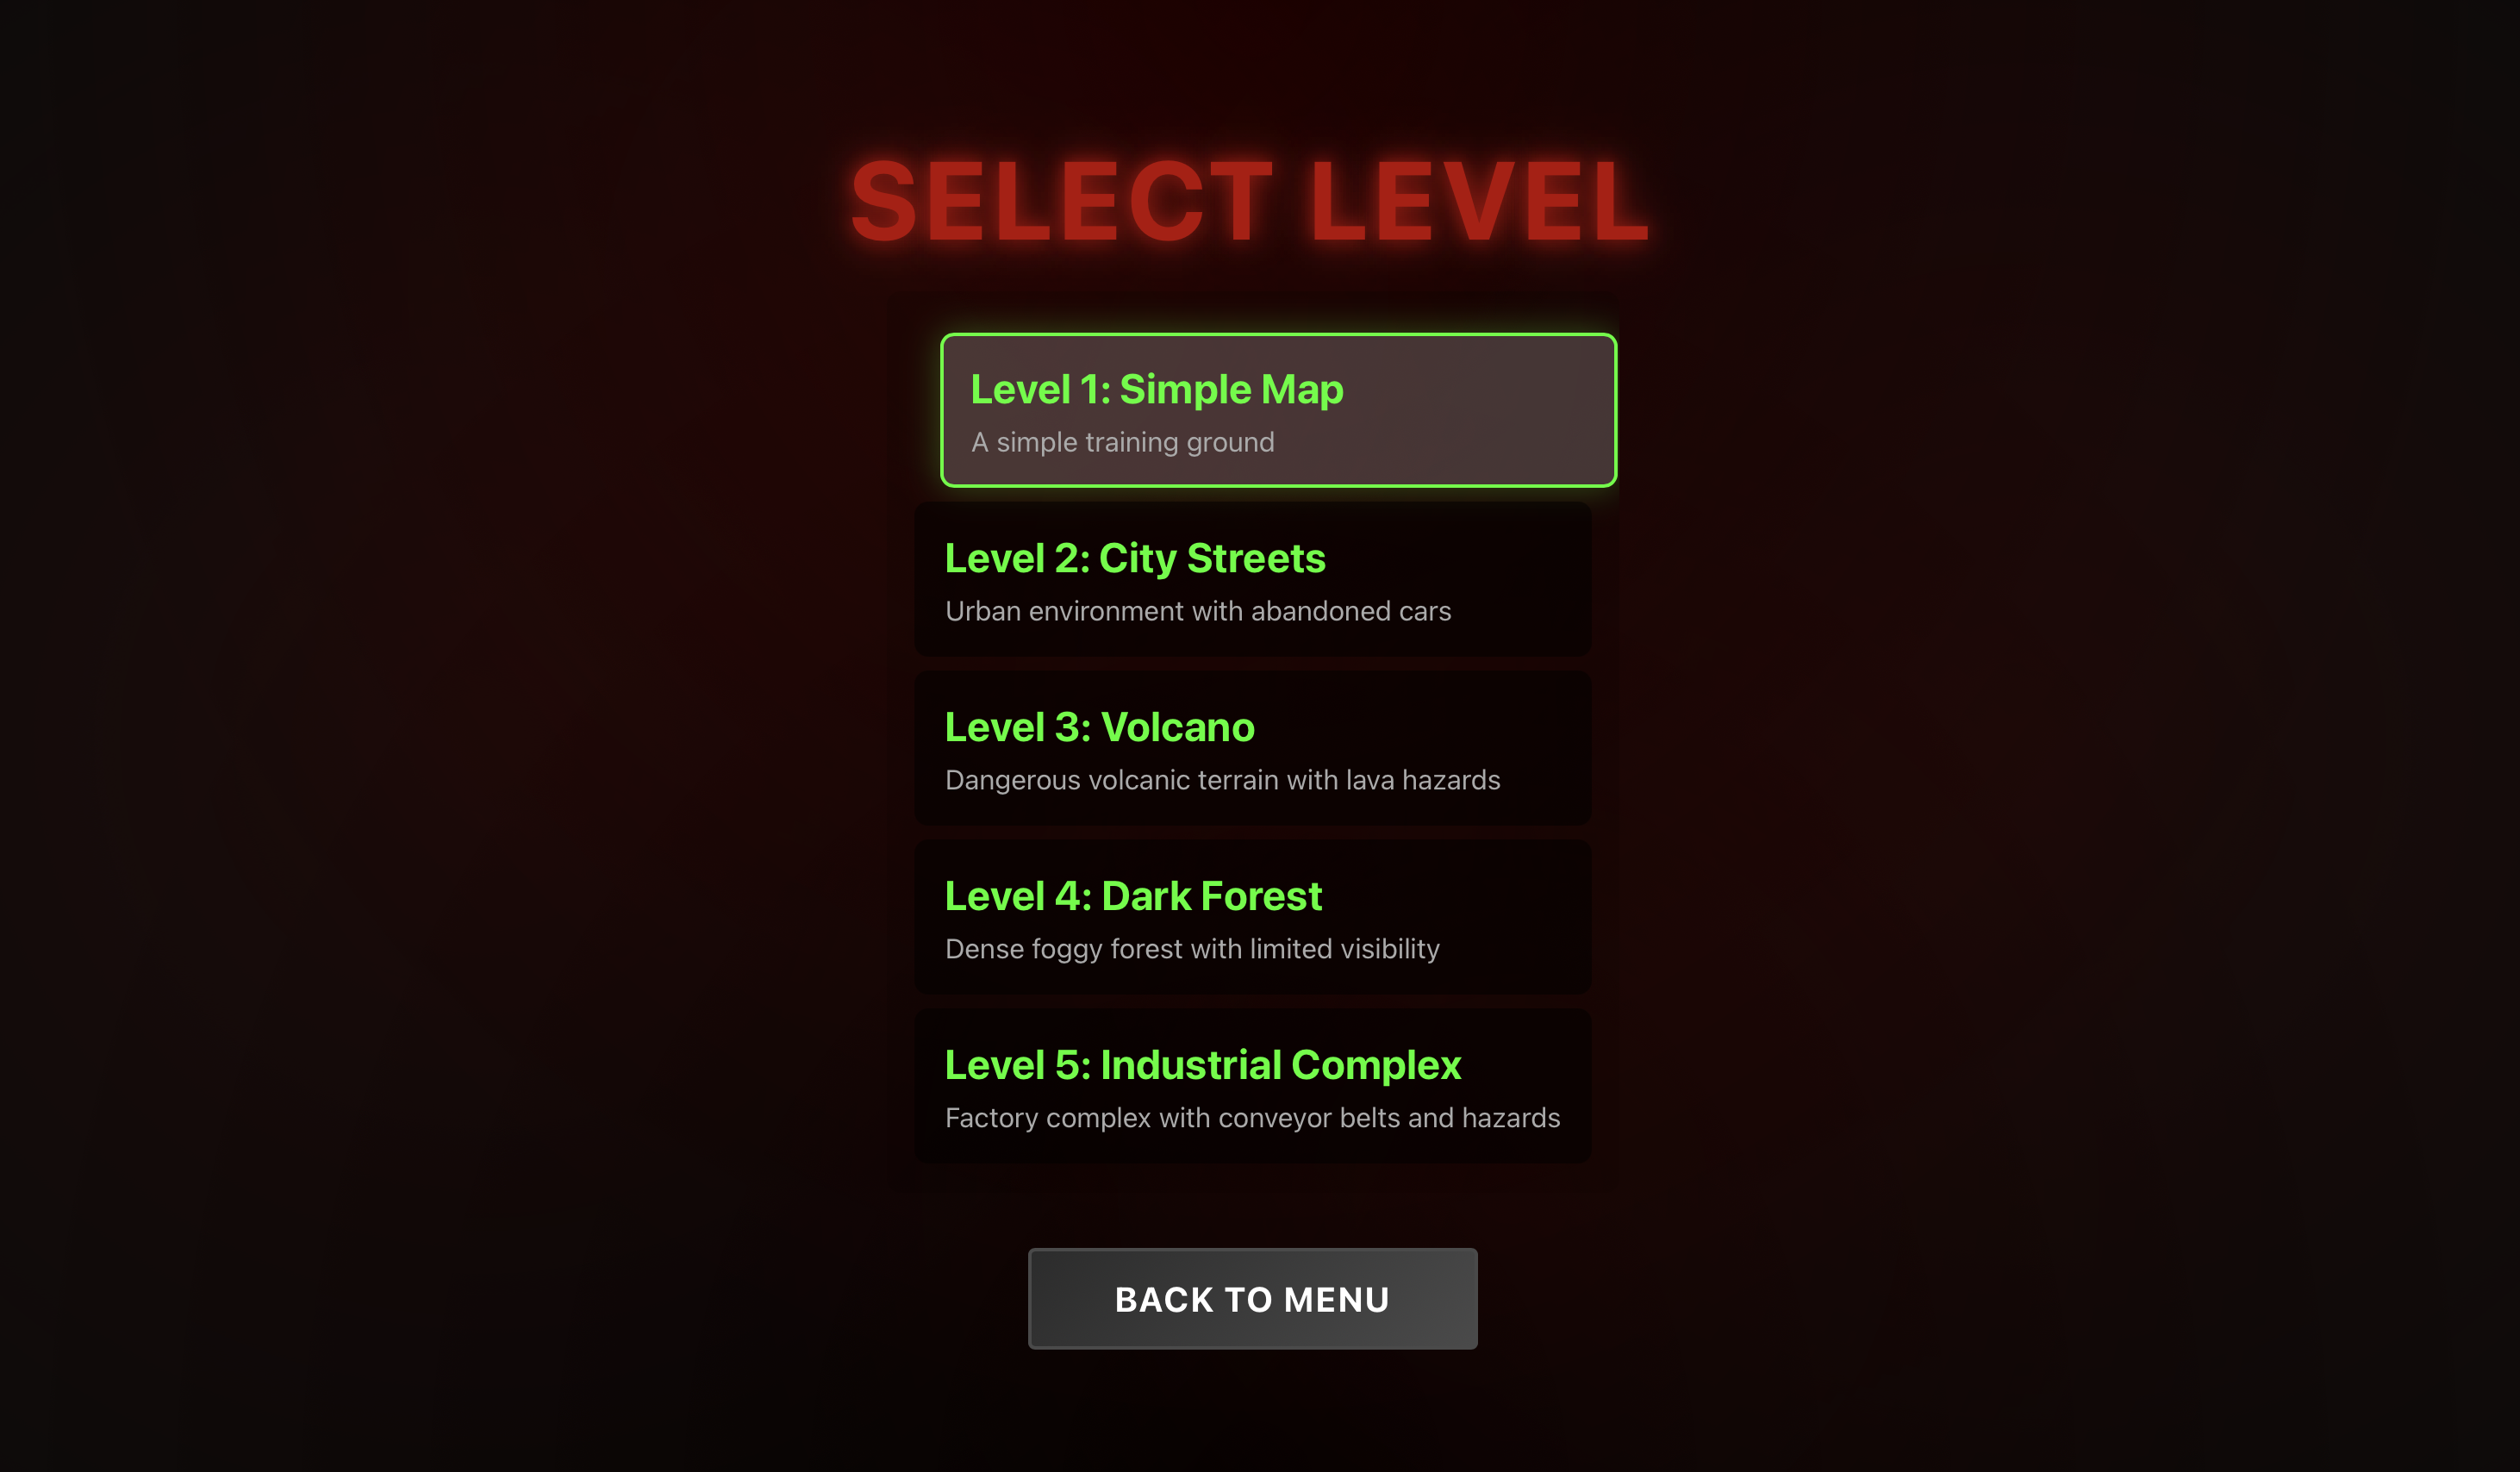 SELECT LEVEL
Level 1: Simple Map
A simple training ground
Level 2: City Streets
Urban environment with abandoned cars
Level 3: Volcano
Dangerous volcanic terrain with lava hazards
Level 4: Dark Forest
Dense foggy forest with limited visibility
Level 5: Industrial Complex
Factory complex with conveyor belts and hazards
BACK TO MENU